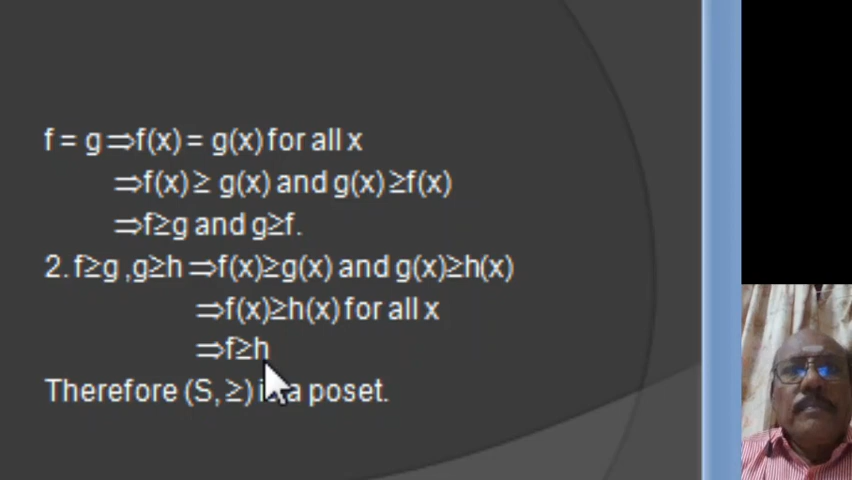 f = g ⇒f(x) = g(x) for all x
⇒f(x) ≥ g(x) and g(x) ≥f(x)
⇒f≥g and g≥f.
2. f≥g ,g≥h ⇒f(x)≥g(x) and g(x)≥h(x)
⇒f(x)≥h(x) for all x
⇒f≥h
Therefore (S, ≥) is a poset.